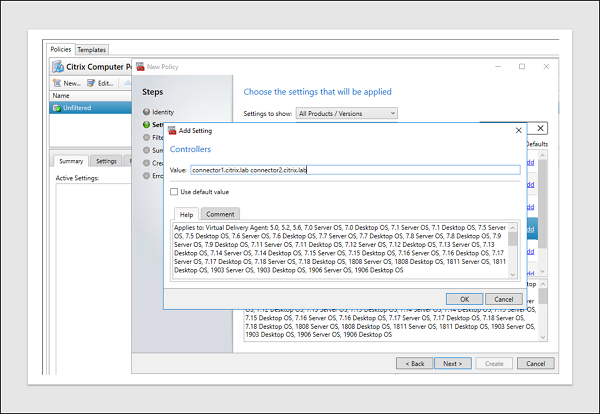 Policies Templates
Citrix Computer Po
New Policy
New... Edit...
Name
Unfiltered
Steps
Identity
Choose the settings that will be applied
Settings to show: All Products / Versions
Add Setting
Controllers
Value: connector1.citrix.lab connector2.citrix.lab
Use default value
Help Comment
Applies to: Virtual Delivery Agent: 5.0, 5.2, 5.6, 7.0 Server OS, 7.0 Desktop OS, 7.1 Server OS, 7.1 Desktop OS, 7.5 Server
OS, 7.5 Desktop OS, 7.6 Server OS, 7.6 Desktop OS, 7.7 Server OS, 7.7 Desktop OS, 7.8 Server OS, 7.8 Desktop OS, 7.9
Server OS, 7.9 Desktop OS, 7.11 Server OS, 7.11 Desktop OS, 7.12 Server OS, 7.12 Desktop OS, 7.13 Server OS, 7.13
Desktop OS, 7.14 Server OS, 7.14 Desktop OS, 7.15 Server OS, 7.15 Desktop OS, 7.16 Server OS, 7.16 Desktop OS, 7.17
Server OS, 7.17 Desktop OS, 7.18 Server OS, 7.18 Desktop OS, 1808 Server OS, 1808 Desktop OS, 1811 Server OS, 1811
Desktop OS, 1903 Server OS, 1903 Desktop OS, 1906 Server OS, 1906 Desktop OS
OK Cancel
Summary Settings
Active Settings:
Defaults
7.15 Desktop OS, 7.16 Server OS, 7.16 Desktop OS, 7.17 Server OS, 7.17 Desktop OS, 7.18 Server OS,
7.18 Desktop OS, 1808 Server OS, 1808 Desktop OS, 1811 Server OS, 1811 Desktop OS, 1903 Server OS,
1903 Desktop OS, 1906 Server OS, 1906 Desktop OS
< Back Next > Create Cancel